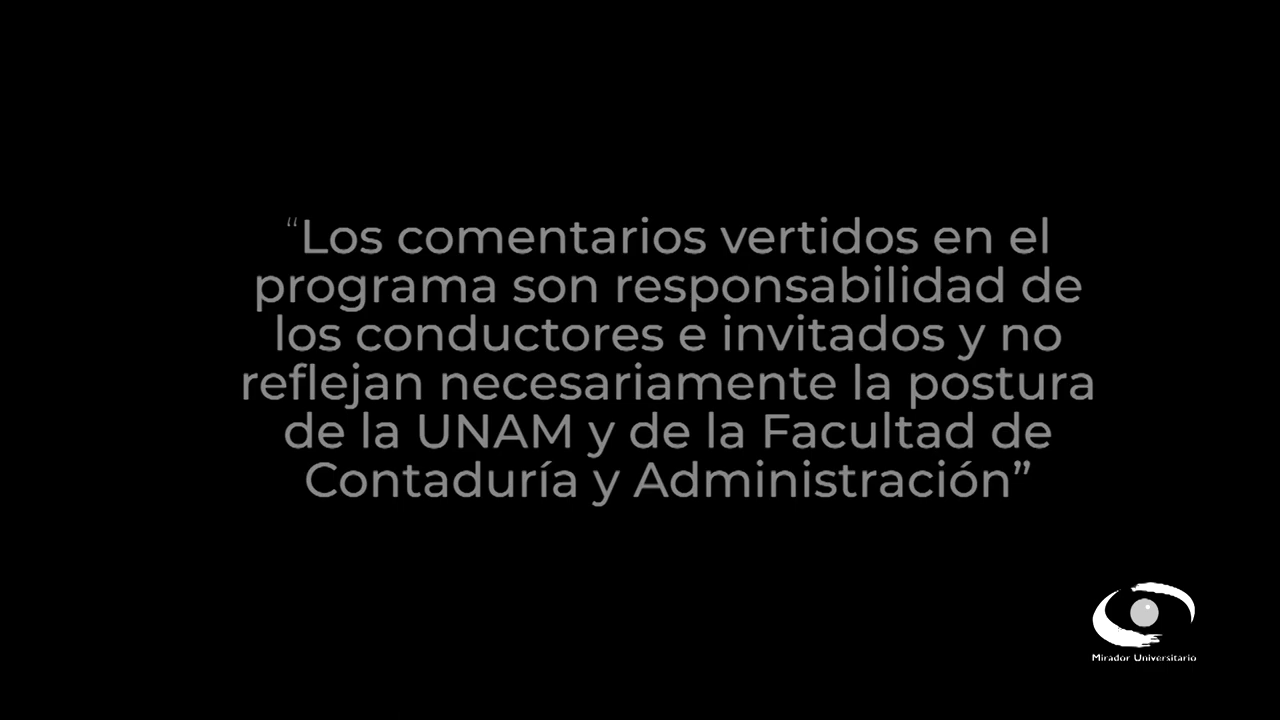 “Los comentarios vertidos en el
programa son responsabilidad de
los conductores e invitados y no
reflejan necesariamente la postura
de la UNAM y de la Facultad de
Contaduría y Administración”
Mirador Universitario